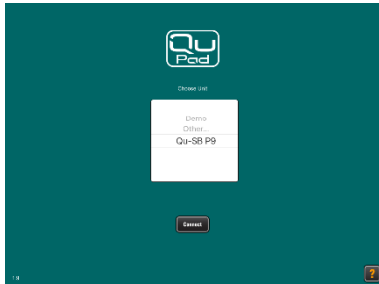 Qu
Pad
Choose Unit
Demo
Other...
Qu-SB P9
Connect
?